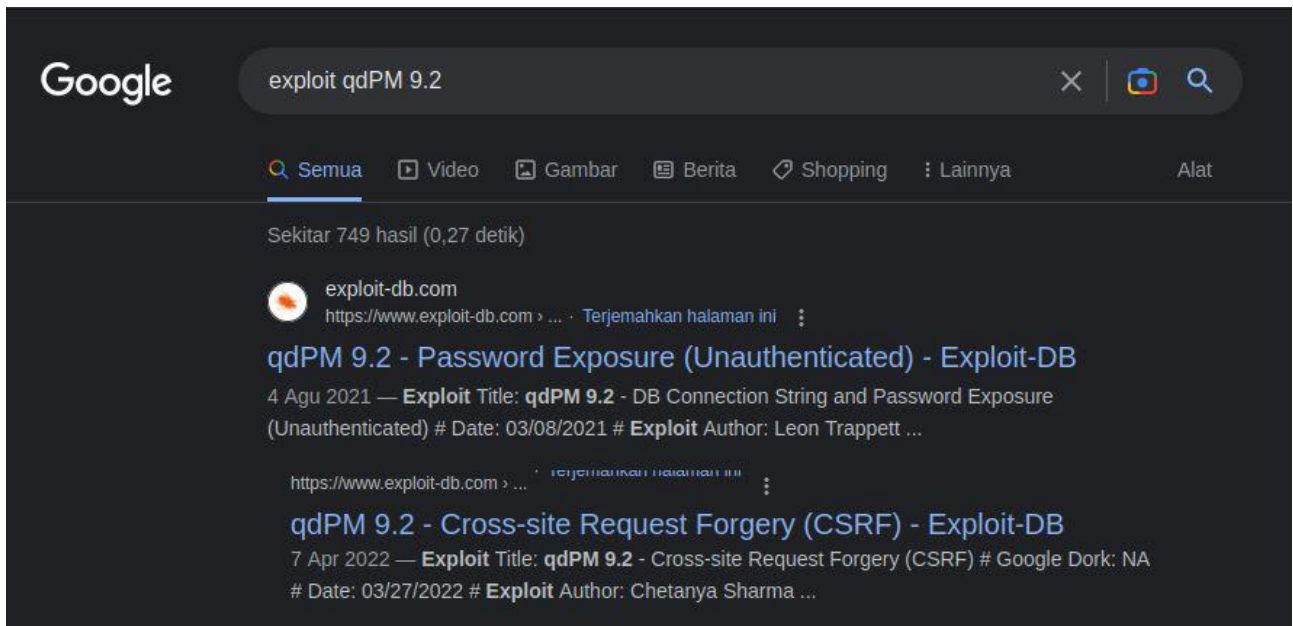 Google
exploit qdPM 9.2
Semua Video Gambar Berita Shopping Lainnya Alat
Sekitar 749 hasil (0,27 detik)
exploit-db.com
https://www.exploit-db.com › ... · Terjemahkan halaman ini
qdPM 9.2 - Password Exposure (Unauthenticated) - Exploit-DB
4 Agu 2021 — Exploit Title: qdPM 9.2 - DB Connection String and Password Exposure
(Unauthenticated) # Date: 03/08/2021 # Exploit Author: Leon Trappett ...
https://www.exploit-db.com › ... · Terjemahkan halaman ini
qdPM 9.2 - Cross-site Request Forgery (CSRF) - Exploit-DB
7 Apr 2022 — Exploit Title: qdPM 9.2 - Cross-site Request Forgery (CSRF) # Google Dork: NA
# Date: 03/27/2022 # Exploit Author: Chetanya Sharma ...